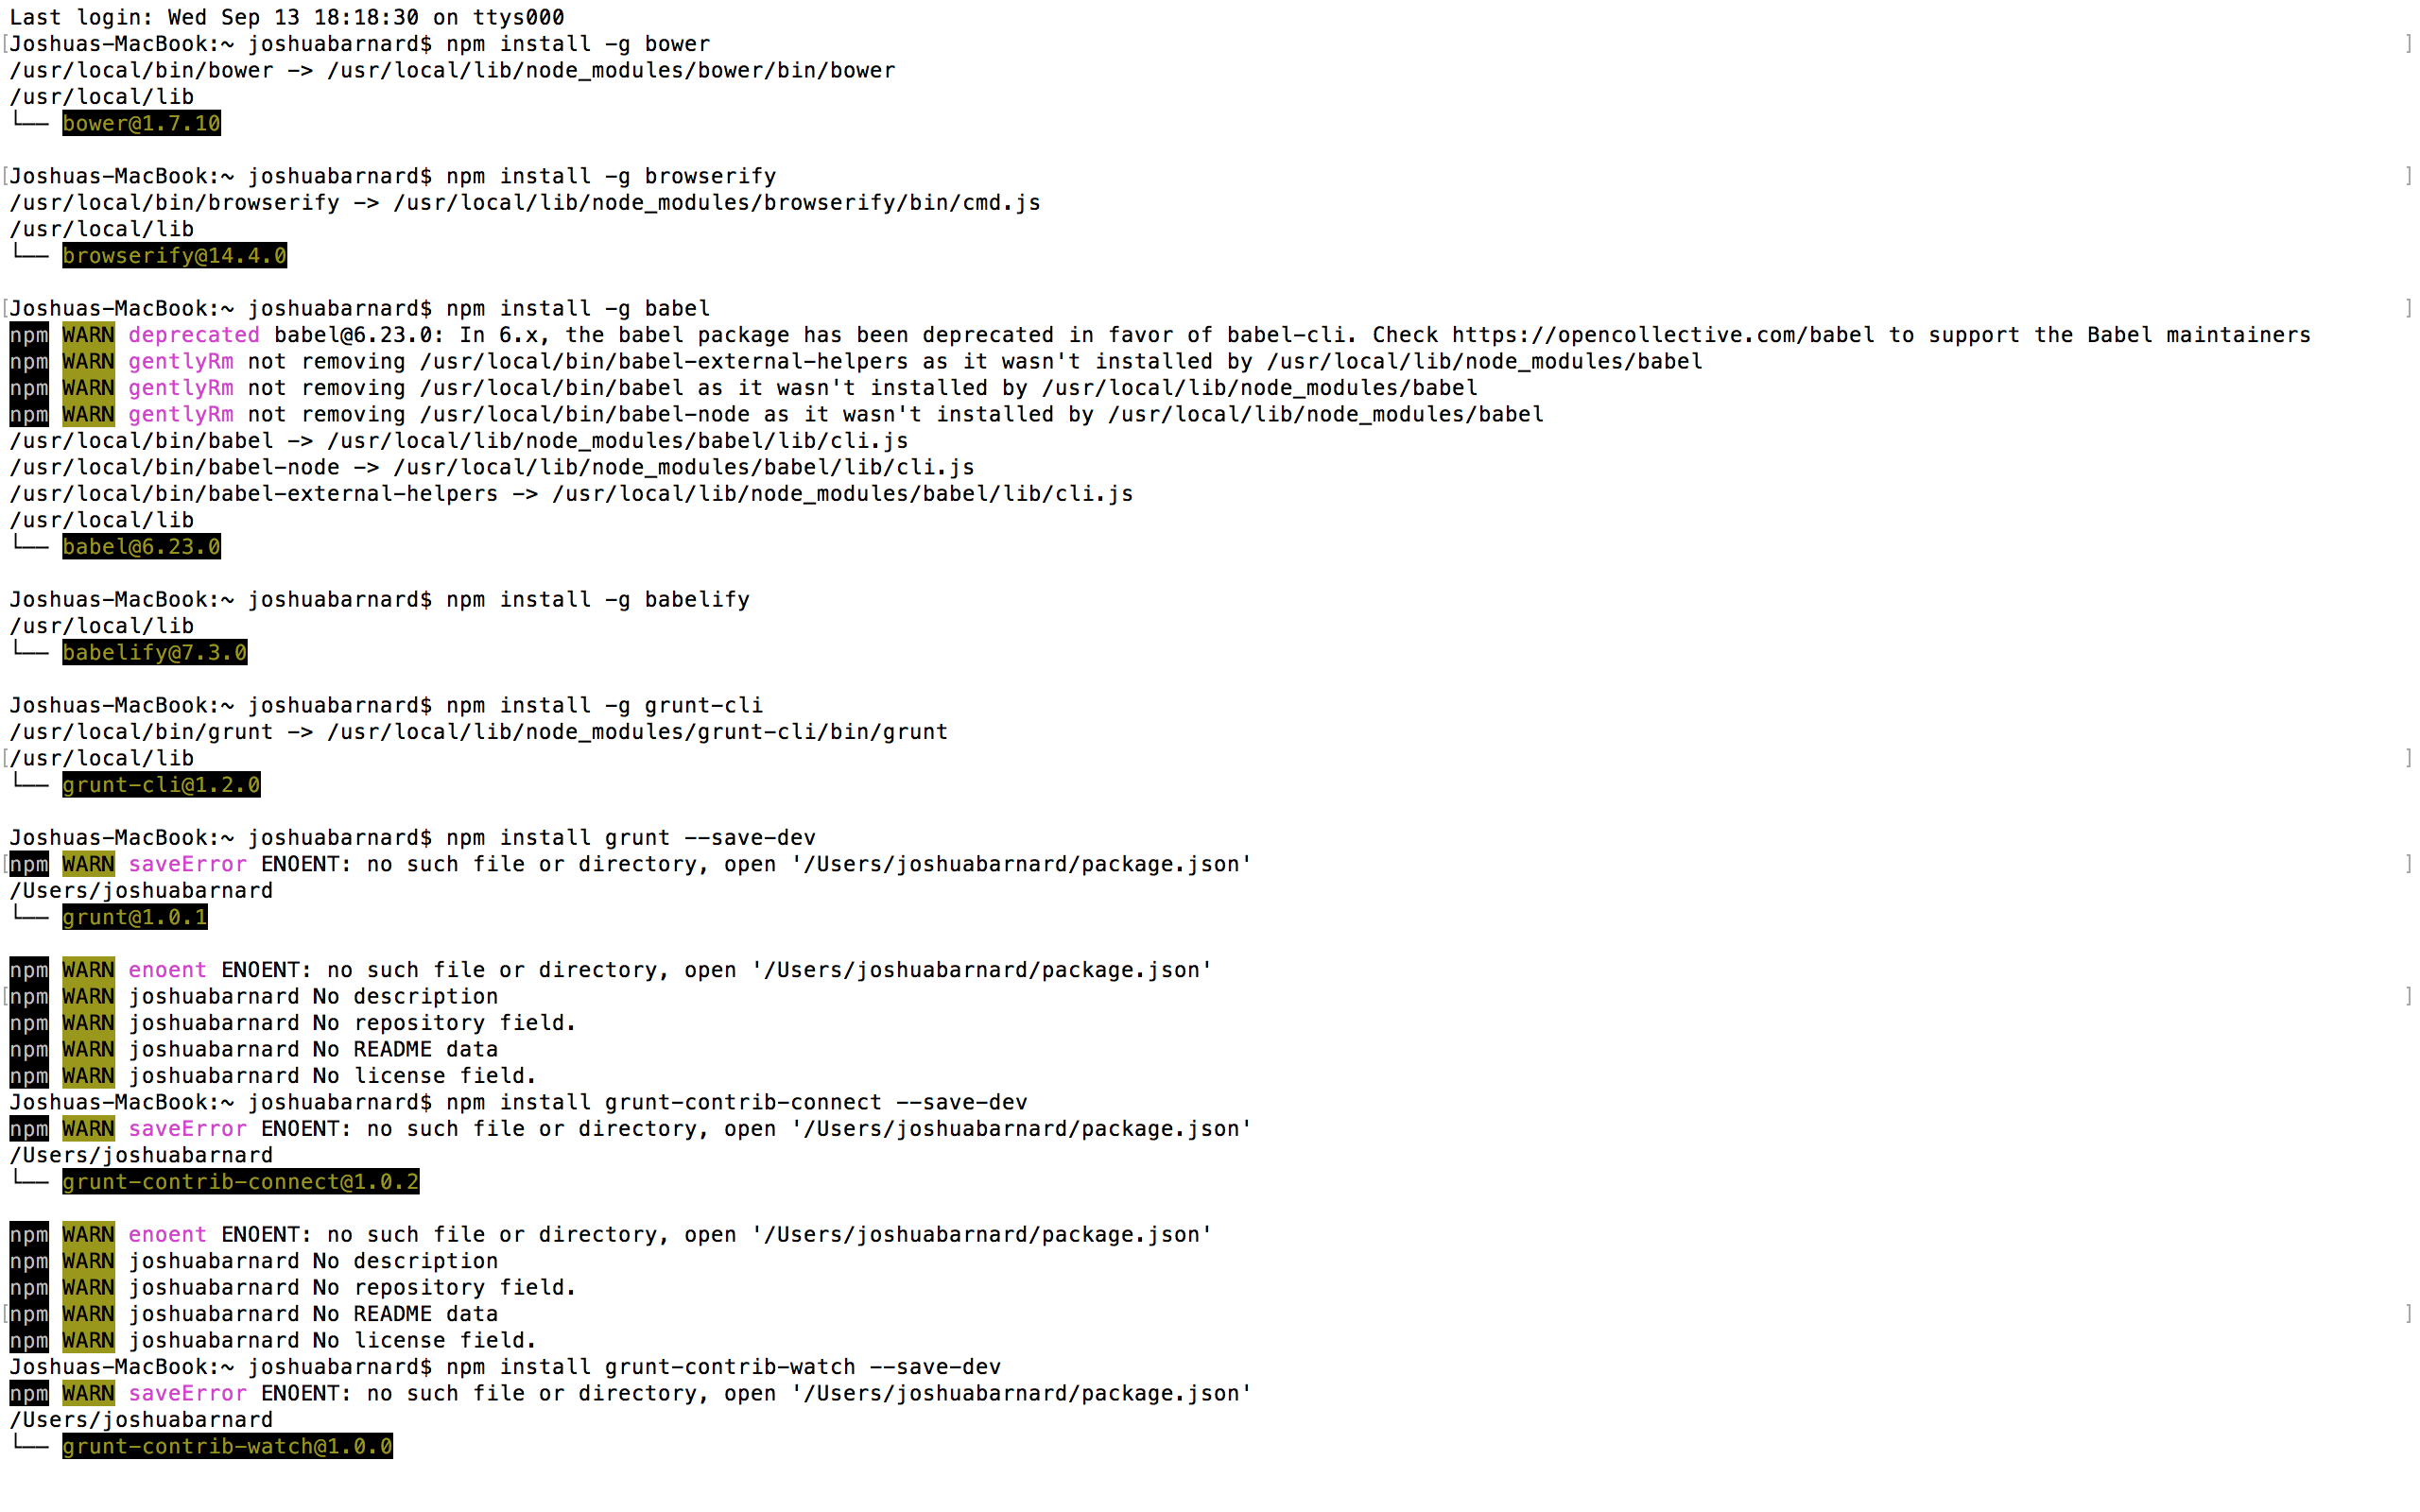 Last login: Wed Sep 13 18:18:30 on ttys000
[Joshuas-MacBook:~ joshuabarnard$ npm install -g bower ]
/usr/local/bin/bower -> /usr/local/lib/node_modules/bower/bin/bower
/usr/local/lib
└── bower@1.7.10
[Joshuas-MacBook:~ joshuabarnard$ npm install -g browserify ]
/usr/local/bin/browserify -> /usr/local/lib/node_modules/browserify/bin/cmd.js
/usr/local/lib
└── browserify@14.4.0
[Joshuas-MacBook:~ joshuabarnard$ npm install -g babel ]
npm WARN deprecated babel@6.23.0: In 6.x, the babel package has been deprecated in favor of babel-cli. Check https://opencollective.com/babel to support the Babel maintainers
npm WARN gentlyRm not removing /usr/local/bin/babel-external-helpers as it wasn't installed by /usr/local/lib/node_modules/babel
npm WARN gentlyRm not removing /usr/local/bin/babel as it wasn't installed by /usr/local/lib/node_modules/babel
npm WARN gentlyRm not removing /usr/local/bin/babel-node as it wasn't installed by /usr/local/lib/node_modules/babel
/usr/local/bin/babel -> /usr/local/lib/node_modules/babel/lib/cli.js
/usr/local/bin/babel-node -> /usr/local/lib/node_modules/babel/lib/cli.js
/usr/local/bin/babel-external-helpers -> /usr/local/lib/node_modules/babel/lib/cli.js
/usr/local/lib
└── babel@6.23.0
Joshuas-MacBook:~ joshuabarnard$ npm install -g babelify
/usr/local/lib
└── babelify@7.3.0
Joshuas-MacBook:~ joshuabarnard$ npm install -g grunt-cli
/usr/local/bin/grunt -> /usr/local/lib/node_modules/grunt-cli/bin/grunt
[/usr/local/lib ]
└── grunt-cli@1.2.0
Joshuas-MacBook:~ joshuabarnard$ npm install grunt --save-dev
[npm WARN saveError ENOENT: no such file or directory, open '/Users/joshuabarnard/package.json' ]
/Users/joshuabarnard
└── grunt@1.0.1
npm WARN enoent ENOENT: no such file or directory, open '/Users/joshuabarnard/package.json'
[npm WARN joshuabarnard No description ]
npm WARN joshuabarnard No repository field.
npm WARN joshuabarnard No README data
npm WARN joshuabarnard No license field.
Joshuas-MacBook:~ joshuabarnard$ npm install grunt-contrib-connect --save-dev
npm WARN saveError ENOENT: no such file or directory, open '/Users/joshuabarnard/package.json'
/Users/joshuabarnard
└── grunt-contrib-connect@1.0.2
npm WARN enoent ENOENT: no such file or directory, open '/Users/joshuabarnard/package.json'
npm WARN joshuabarnard No description
npm WARN joshuabarnard No repository field.
[npm WARN joshuabarnard No README data ]
npm WARN joshuabarnard No license field.
Joshuas-MacBook:~ joshuabarnard$ npm install grunt-contrib-watch --save-dev
npm WARN saveError ENOENT: no such file or directory, open '/Users/joshuabarnard/package.json'
/Users/joshuabarnard
└── grunt-contrib-watch@1.0.0